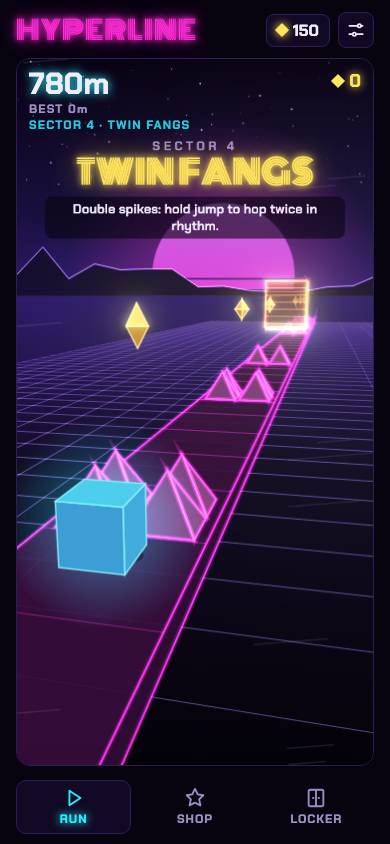 HYPERLINE
150
780m
0
BEST 0m
SECTOR 4 · TWIN FANGS
SECTOR 4
TWIN FANGS
Double spikes: hold jump to hop twice in
rhythm.
RUN
SHOP
LOCKER